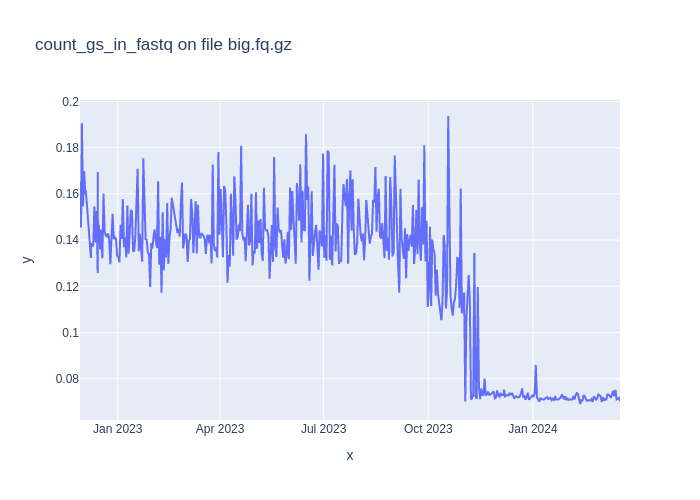 count_gs_in_fastq on file big.fq.gz
0.2
0.18
0.16
0.14
0.12
0.1
0.08
y
Jan 2023
Apr 2023
Jul 2023
Oct 2023
Jan 2024
x